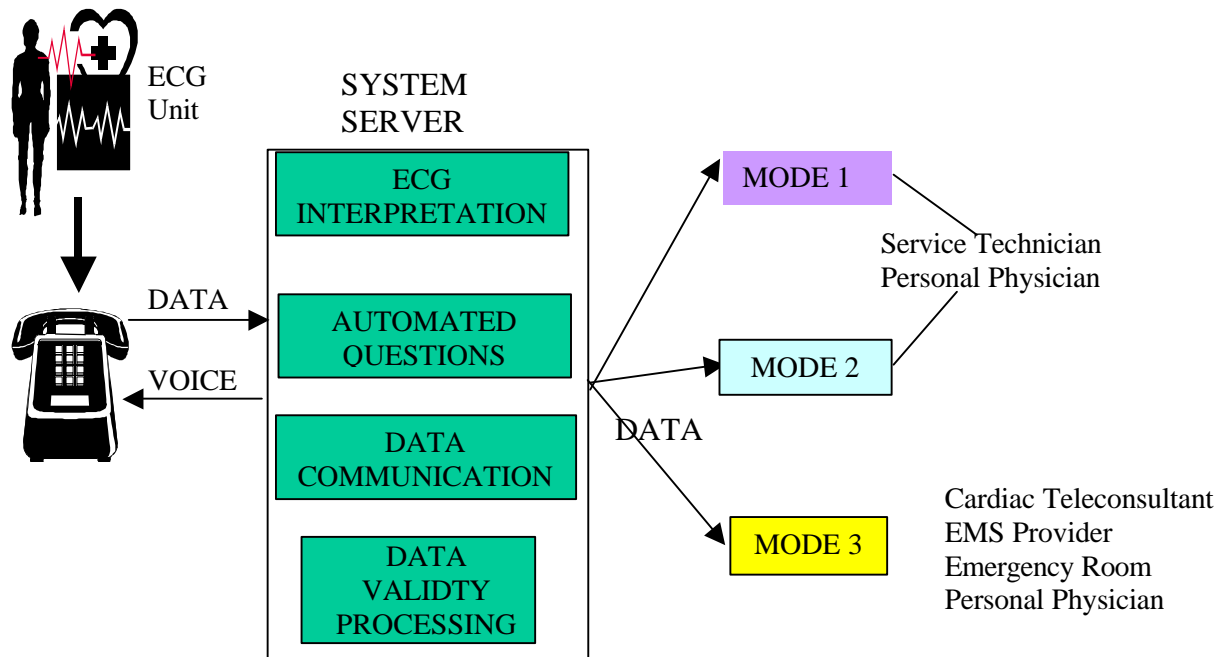 ECG
Unit
SYSTEM
SERVER
ECG
INTERPRETATION
AUTOMATED
QUESTIONS
DATA
COMMUNICATION
DATA
VALIDTY
PROCESSING
DATA
VOICE
MODE 1
Service Technician
Personal Physician
MODE 2
DATA
MODE 3
Cardiac Teleconsultant
EMS Provider
Emergency Room
Personal Physician